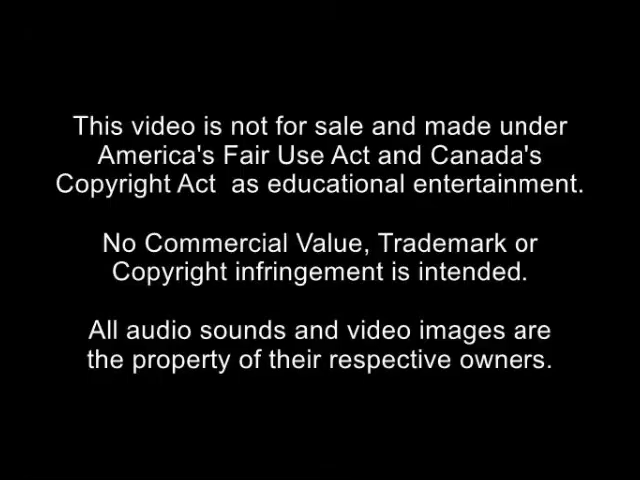 This video is not for sale and made under
America's Fair Use Act and Canada's
Copyright Act  as educational entertainment.
No Commercial Value, Trademark or
Copyright infringement is intended.
All audio sounds and video images are
the property of their respective owners.